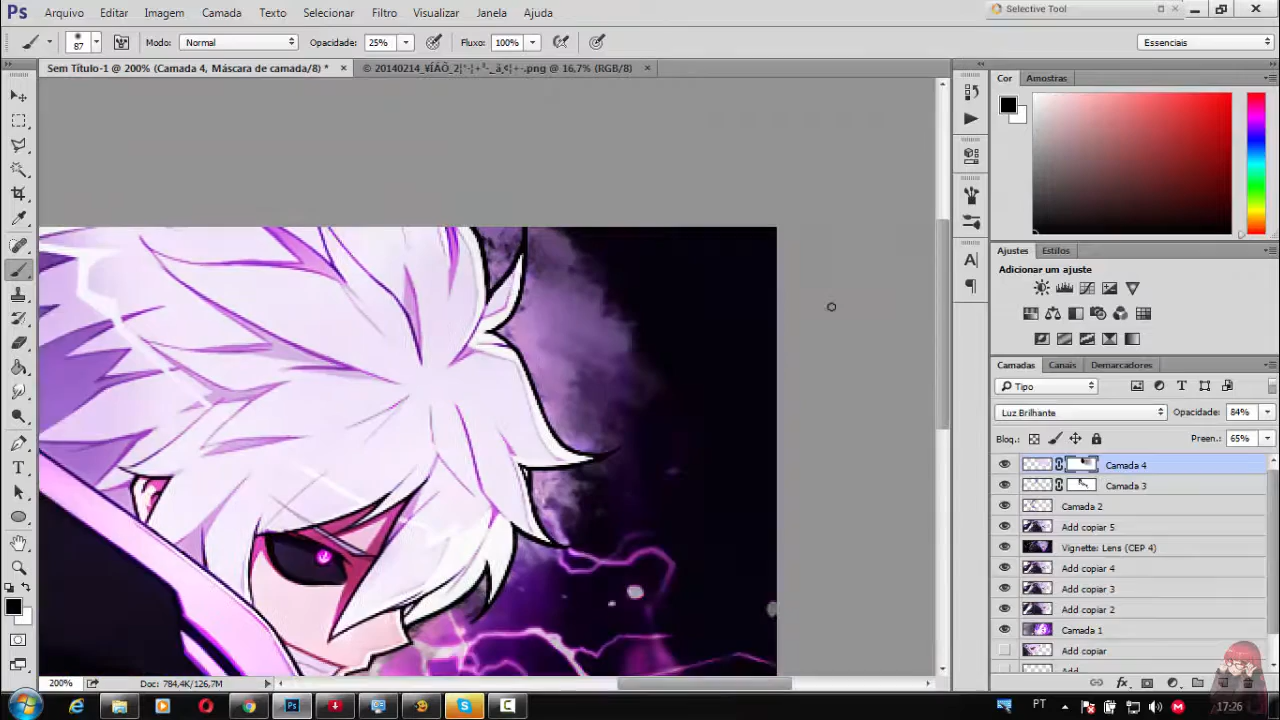 Ps Arquivo Editar Imagem Camada Texto Selecionar Filtro Visualizar Janela Ajuda
Selective Tool
87 Modo: Normal Opacidade: 25% Fluxo: 100% Essenciais
Sem Título-1 @ 200% (Camada 4, Máscara de camada/8) * × 
Cor Amostras
Ajustes Estilos
Adicionar um ajuste
Camadas Canais Demarcadores
Tipo
Luz Brilhante Opacidade: 84%
Bloq.: Preen.: 65%
Camada 4
Camada 3
Camada 2
Add copiar 5
Vignette: Lens (CEP 4)
Add copiar 4
Add copiar 3
Add copiar 2
Camada 1
Add copiar
Add
200% Doc: 784,4K/126,7M
PT 17:26